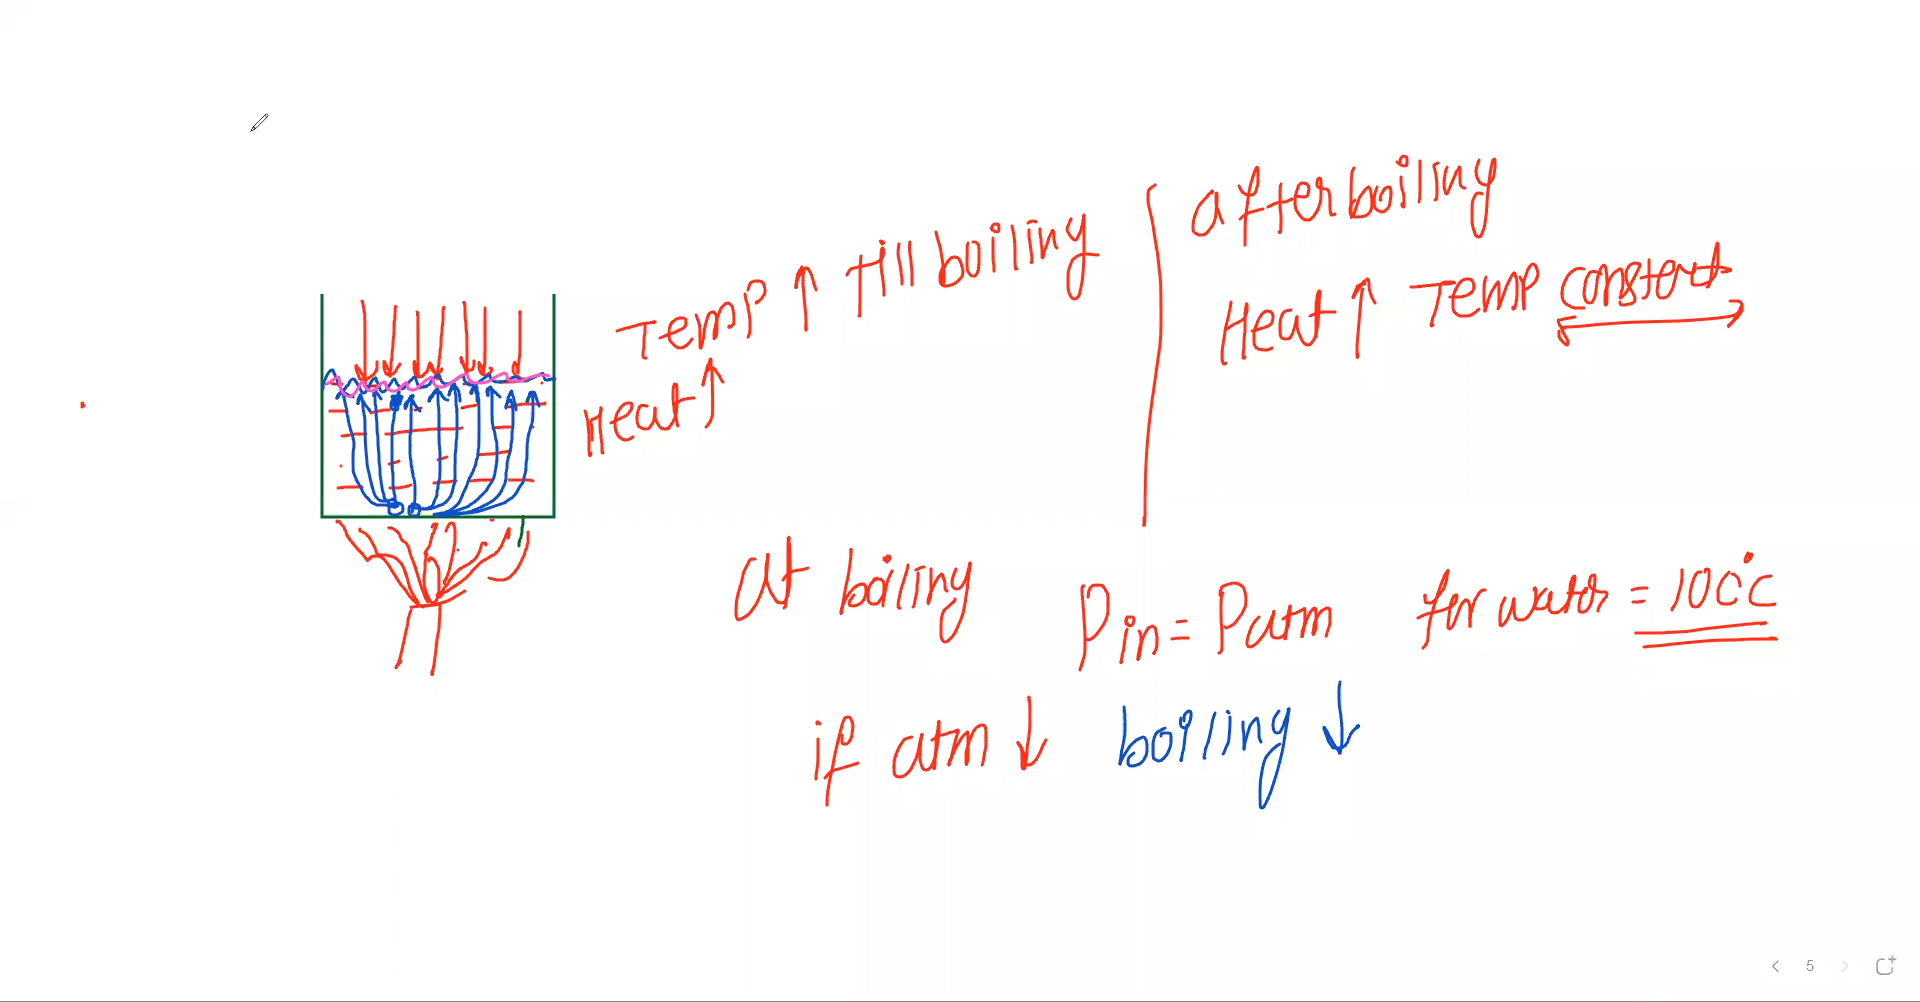 Temp ↑ till boiling
Heat ↑
after boiling
Heat ↑ Temp constant
at boiling Pin = Patm for water = 100°C
if atm ↓ boiling ↓
5